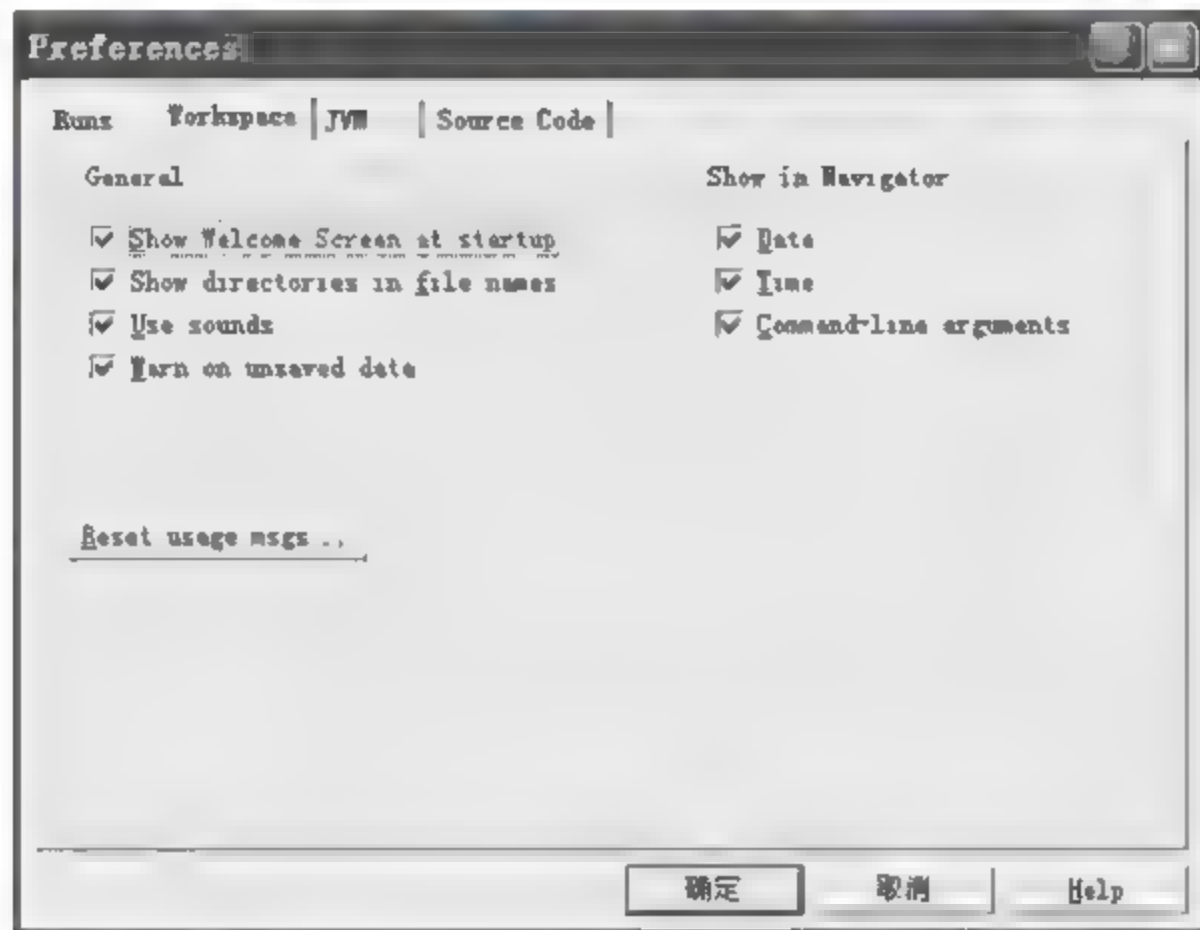 Preferences
Runs Workspace JVM Source Code
General
Show Welcome Screen at startup
Show directories in file names
Use sounds
Warn on unsaved data
Show in Navigator
Date
Time
Command-line arguments
Reset usage msgs...
确定 取消 Help